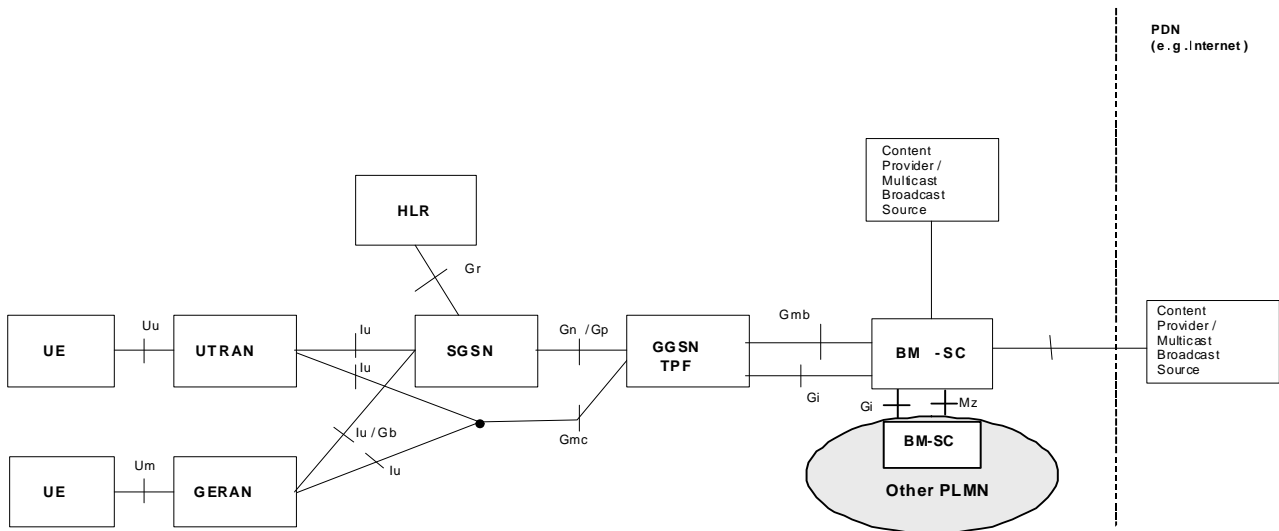 PDN
(e.g.Internet)
Content
Provider /
Multicast
Broadcast
Source
HLR
Gr
Uu
Iu
Gn /Gp
Gmb
Content
Provider /
Multicast
Broadcast
Source
UE
UTRAN
SGSN
GGSN
TPF
BM -SC
Iu
Gi
Gi
Mz
Iu/Gb
Gmc
BM-SC
Um
Iu
UE
GERAN
Other PLMN